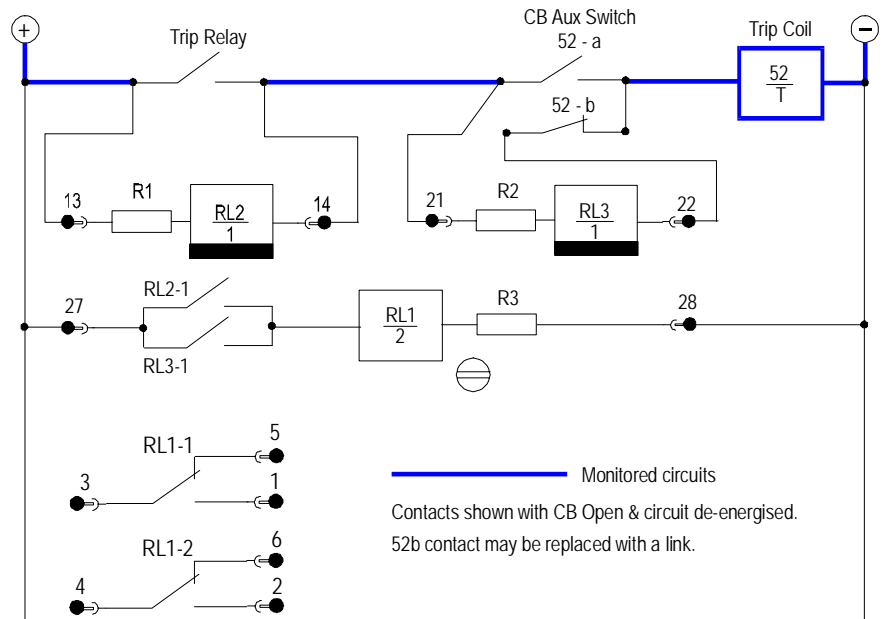 +
Trip Relay
CB Aux Switch
52 - a
Trip Coil
−
52
T
52 - b
13
R1
RL2
1
14
21
R2
RL3
1
22
27
RL2-1
RL3-1
RL1
2
R3
28
RL1-1
5
3
1
RL1-2
6
4
2
Monitored circuits
Contacts shown with CB Open & circuit de-energised.
52b contact may be replaced with a link.